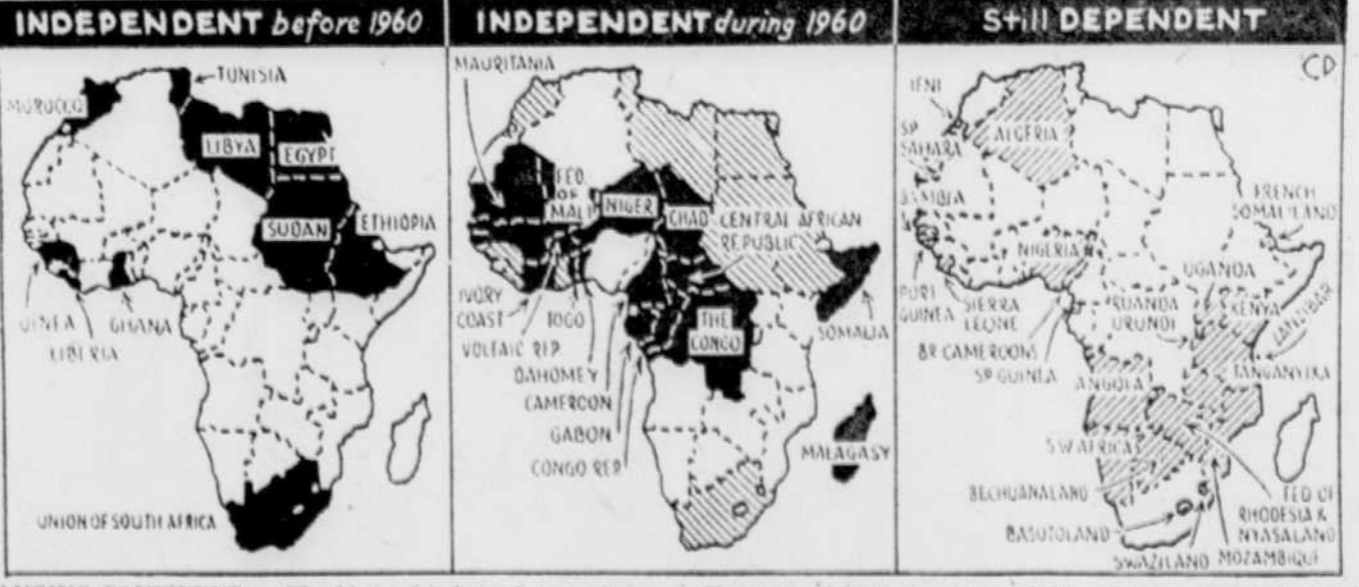 INDEPENDENT before 1960
TUNISIA
MOROCCO
LIBYA
EGYPT
SUDAN
ETHIOPIA
GHANA
LIBERIA
UNION OF SOUTH AFRICA
INDEPENDENT during 1960
MAURITANIA
FED.
OF
MALI
NIGER
CHAD
CENTRAL AFRICAN
REPUBLIC
IVORY
COAST
TOGO
VOLTAIC REP.
THE
CONGO
SOMALIA
DAHOMEY
CAMEROON
GABON
CONGO REP.
MALAGASY
Still DEPENDENT
CD
IFNI
ALGERIA
SP.
SAHARA
GAMBIA
FRENCH
SOMALILAND
NIGERIA
UGANDA
PORT.
GUINEA
SIERRA
LEONE
RUANDA
URUNDI
KENYA
ZANZIBAR
BR. CAMEROONS
SP. GUINEA
ANGOLA
TANGANYIKA
S.W. AFRICA
BECHUANALAND
FED OF
RHODESIA &
NYASALAND
BASUTOLAND
SWAZILAND
MOZAMBIQUE